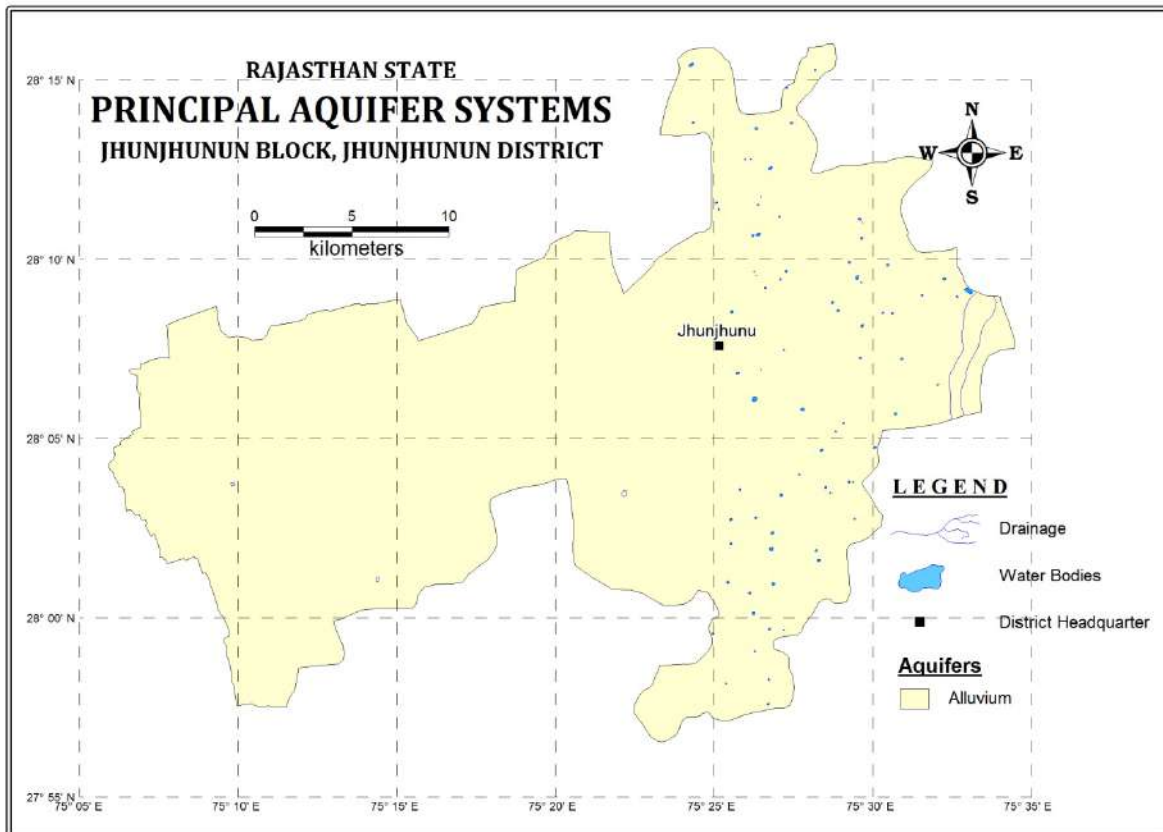 RAJASTHAN STATE
PRINCIPAL AQUIFER SYSTEMS
JHUNJHUNUN BLOCK, JHUNJHUNUN DISTRICT
0 5 10
kilometers
N
W E
S
28° 15' N
28° 10' N
28° 05' N
28° 00' N
27° 55' N
Jhunjhunu
LEGEND
Drainage
Water Bodies
District Headquarter
Aquifers
Alluvium
75° 05' E 75° 10' E 75° 15' E 75° 20' E 75° 25' E 75° 30' E 75° 35' E